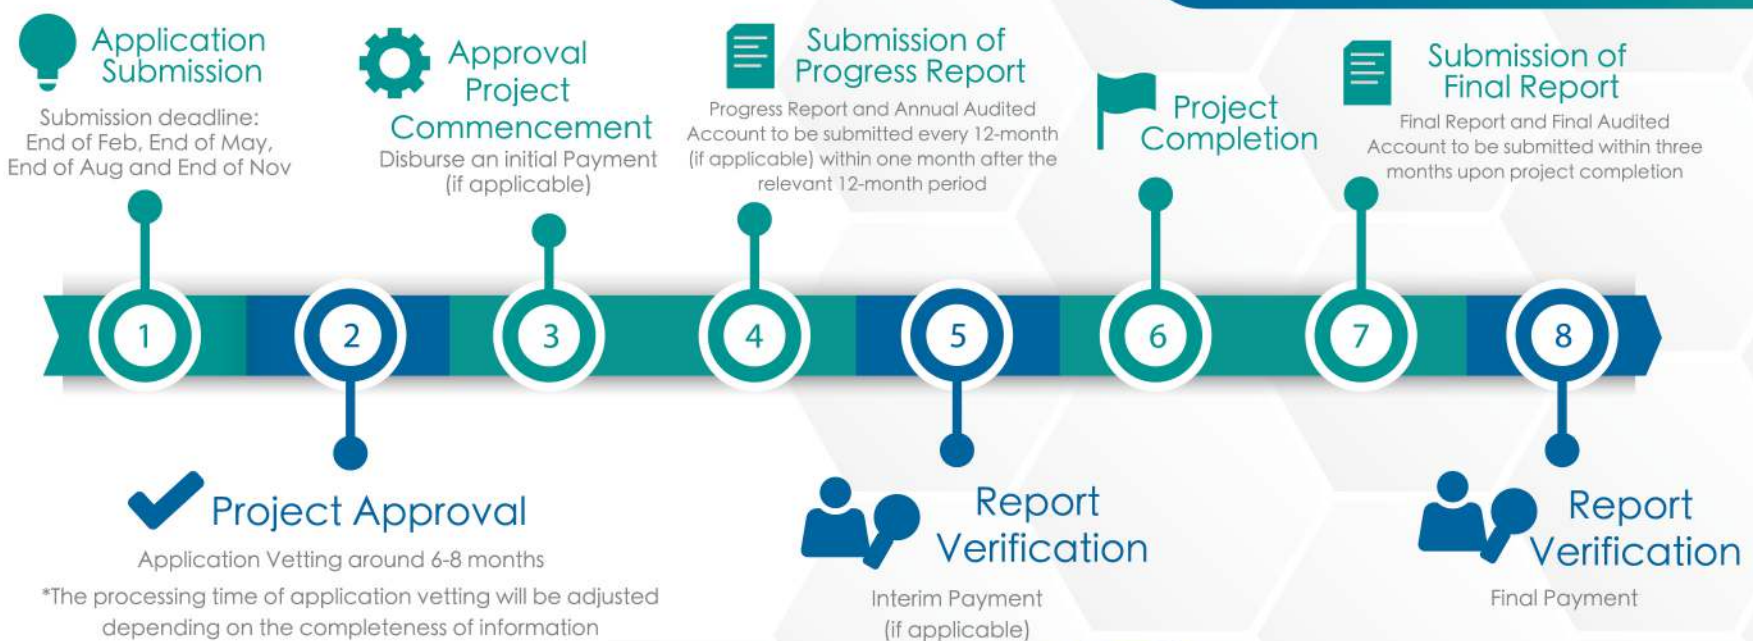 Application
Submission
Submission deadline:
End of Feb, End of May,
End of Aug and End of Nov
Approval
Project
Commencement
Disburse an initial Payment
(if applicable)
Submission of
Progress Report
Progress Report and Annual Audited
Account to be submitted every 12-month
(if applicable) within one month after the
relevant 12-month period
Project
Completion
Submission of
Final Report
Final Report and Final Audited
Account to be submitted within three
months upon project completion
1
2
3
4
5
6
7
8
Project Approval
Application Vetting around 6-8 months
*The processing time of application vetting will be adjusted
depending on the completeness of information
Report
Verification
Interim Payment
(if applicable)
Report
Verification
Final Payment